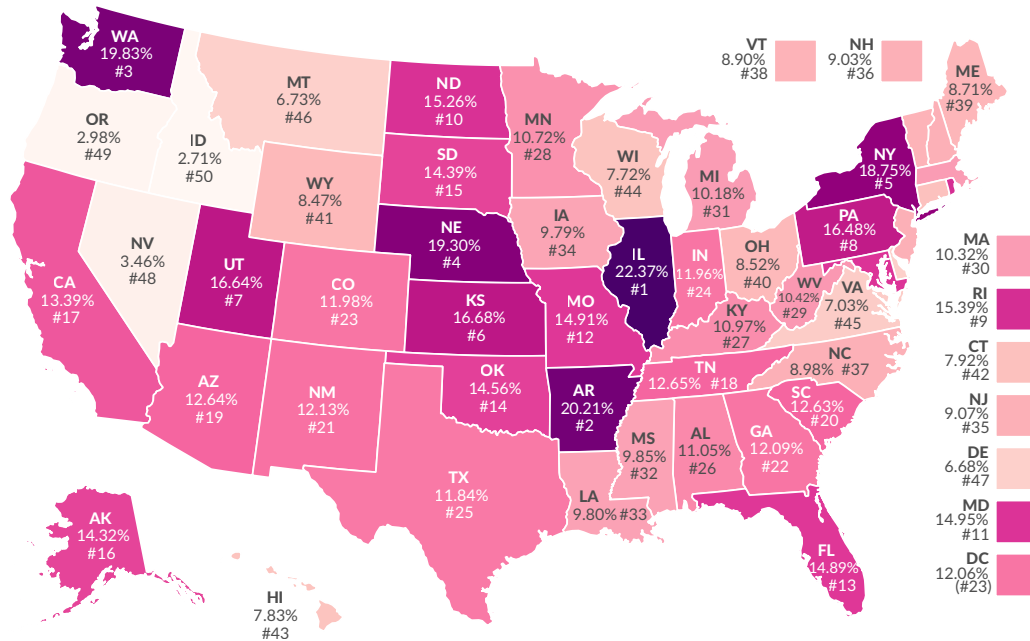 WA
19.83%
#3
OR
2.98%
#49
ID
2.71%
#50
MT
6.73%
#46
WY
8.47%
#41
NV
3.46%
#48
UT
16.64%
#7
CA
13.39%
#17
CO
11.98%
#23
AZ
12.64%
#19
NM
12.13%
#21
ND
15.26%
#10
SD
14.39%
#15
NE
19.30%
#4
KS
16.68%
#6
OK
14.56%
#14
TX
11.84%
#25
MN
10.72%
#28
IA
9.79%
#34
MO
14.91%
#12
AR
20.21%
#2
LA
9.80% #33
WI
7.72%
#44
IL
22.37%
#1
MI
10.18%
#31
IN
11.96%
#24
OH
8.52%
#40
KY
10.97%
#27
TN
12.65% #18
MS
9.85%
#32
AL
11.05%
#26
GA
12.09%
#22
FL
14.89%
#13
SC
12.63%
#20
NC
8.98% #37
VA
7.03%
#45
WV
10.42%
#29
PA
16.48%
#8
NY
18.75%
#5
VT
8.90%
#38
NH
9.03%
#36
ME
8.71%
#39
MA
10.32%
#30
RI
15.39%
#9
CT
7.92%
#42
NJ
9.07%
#35
DE
6.68%
#47
MD
14.95%
#11
DC
12.06%
(#23)
AK
14.32%
#16
HI
7.83%
#43